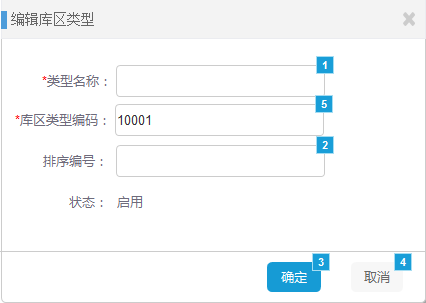 编辑库区类型
1
*类型名称：
5
*库区类型编码：10001
2
排序编号：
状态：启用
3 4
确定 取消